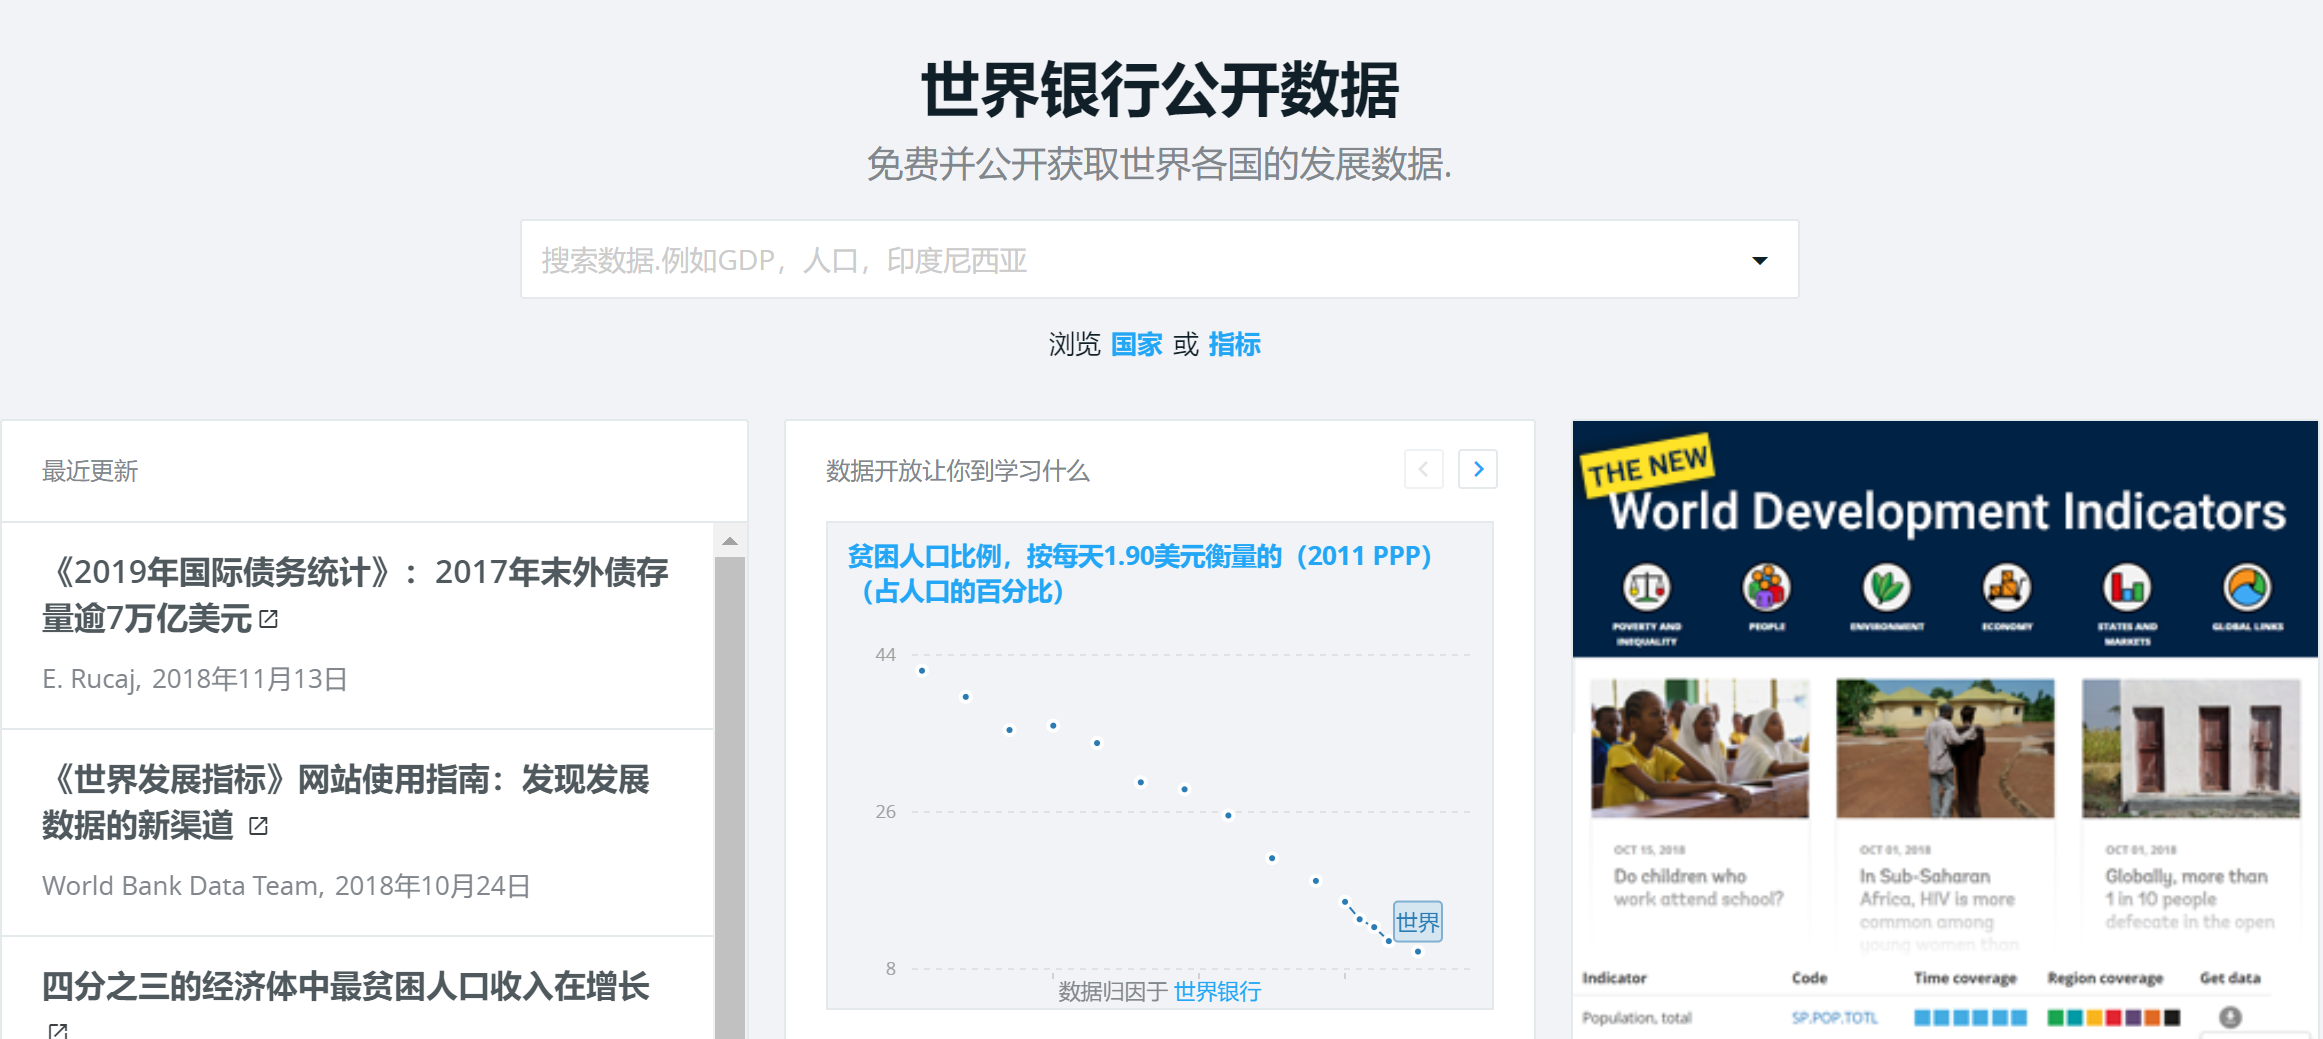 世界银行公开数据
免费并公开获取世界各国的发展数据.
搜索数据.例如GDP，人口，印度尼西亚
浏览 国家 或 指标
最近更新
《2019年国际债务统计》：2017年末外债存
量逾7万亿美元
E. Rucaj, 2018年11月13日
《世界发展指标》网站使用指南：发现发展
数据的新渠道
World Bank Data Team, 2018年10月24日
四分之三的经济体中最贫困人口收入在增长
数据开放让你到学习什么
贫困人口比例，按每天1.90美元衡量的（2011 PPP）
（占人口的百分比）
44
26
8
世界
数据归因于 世界银行
THE NEW
World Development Indicators
POVERTY AND
INEQUALITY
PEOPLE
ENVIRONMENT
ECONOMY
STATES AND
MARKETS
GLOBAL LINKS
OCT 15, 2018
Do children who
work attend school?
OCT 01, 2018
In Sub-Saharan
Africa, HIV is more
common among
young women than
OCT 01, 2018
Globally, more than
1 in 10 people
defecate in the open
Indicator Code Time coverage Region coverage Get data
Population, total SP.POP.TOTL